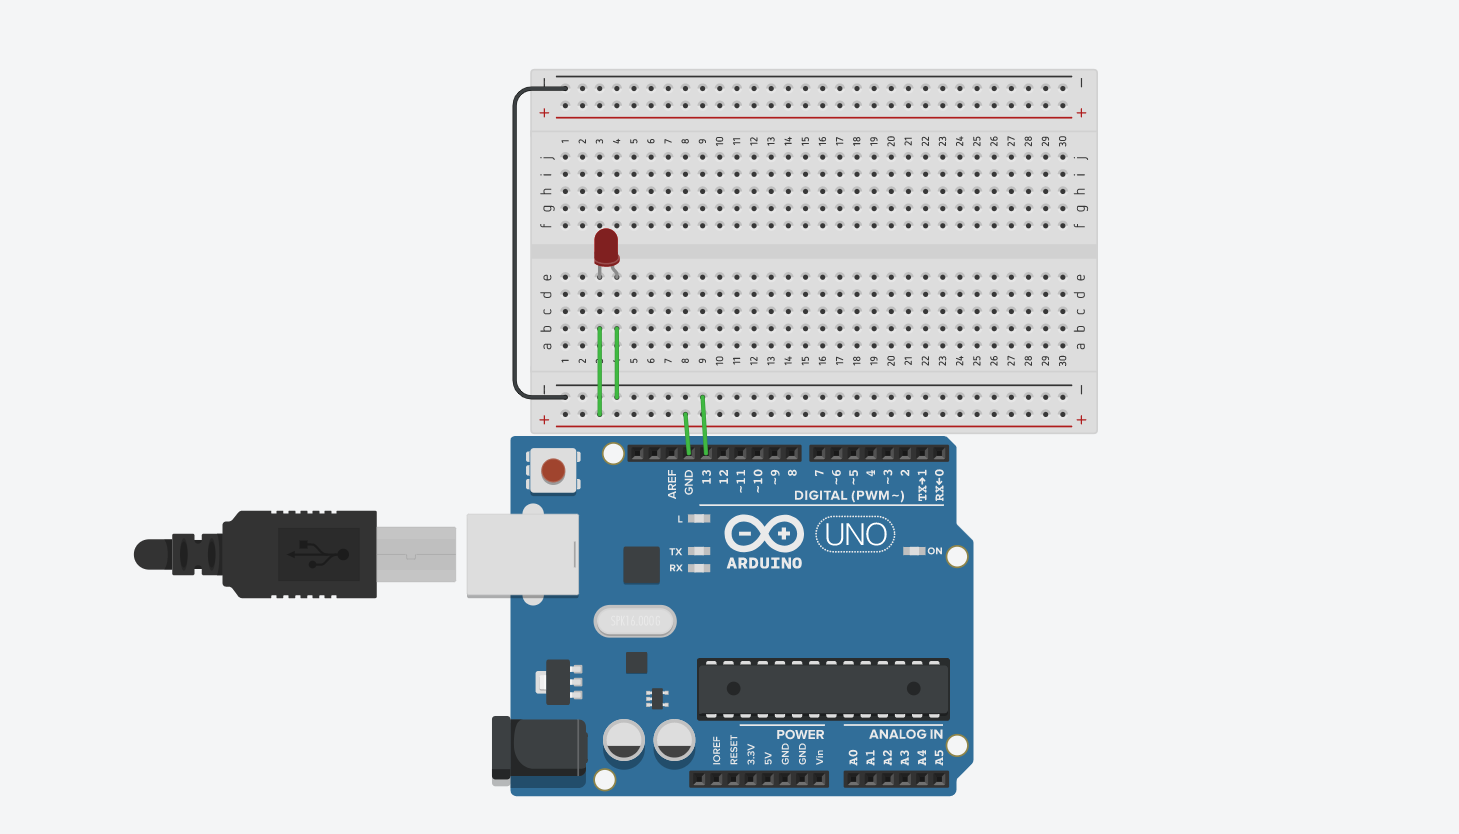 − −
+ +
1 2 3 4 5 6 7 8 9 10 11 12 13 14 15 16 17 18 19 20 21 22 23 24 25 26 27 28 29 30
j j
i i
h h
g g
f f
e e
d d
c c
b b
a a
1 2 3 4 5 6 7 8 9 10 11 12 13 14 15 16 17 18 19 20 21 22 23 24 25 26 27 28 29 30
− −
+ +
AREF GND 13 12 ~11 ~10 ~9 8 7 ~6 ~5 4 ~3 2 TX→1 RX←0
DIGITAL (PWM~)
L
TX
RX
UNO
ON
ARDUINO
POWER
ANALOG IN
IOREF RESET 3.3V 5V GND GND Vin A0 A1 A2 A3 A4 A5